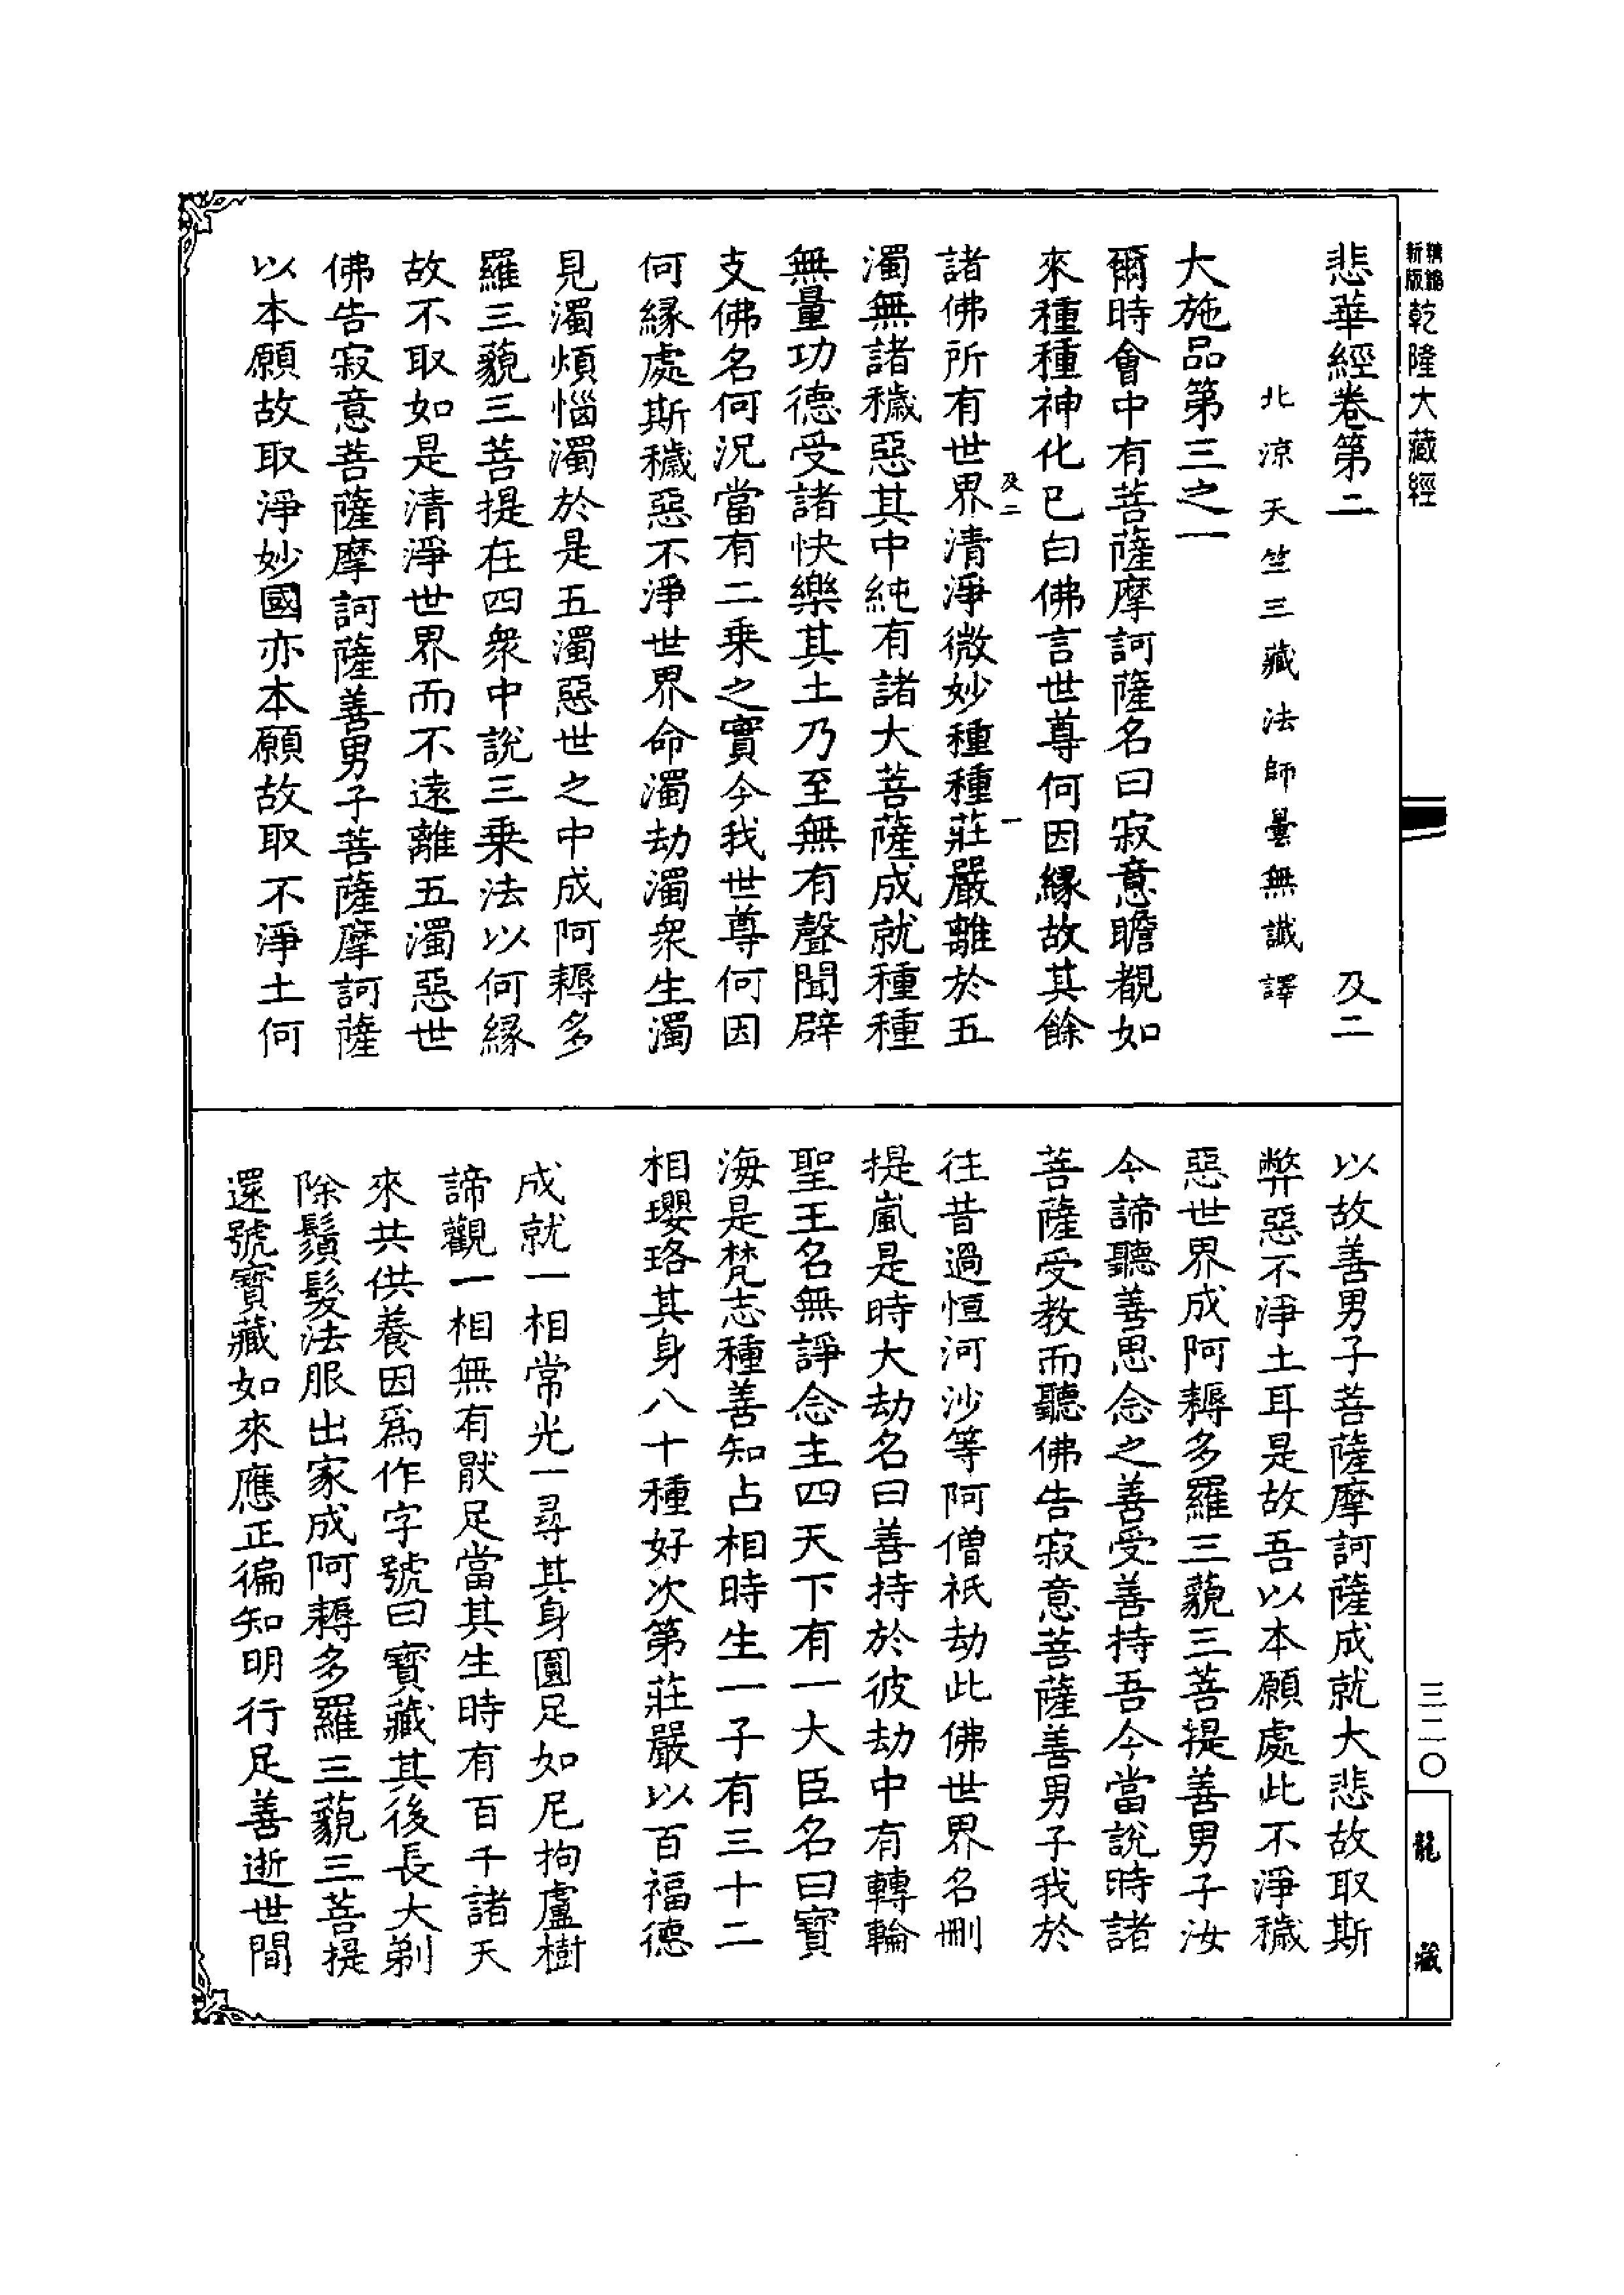 精縮新版乾隆大藏經
悲華經卷第二 及二
北涼天竺三藏法師曇無讖譯
大施品第三之一
爾時會中有菩薩摩訶薩名曰寂意瞻覩如
來種種神化已白佛言世尊何因緣故其餘
及二 一
諸佛所有世界清淨微妙種種莊嚴離於五
濁無諸穢惡其中純有諸大菩薩成就種種
無量功德受諸快樂其土乃至無有聲聞辟
支佛名何況當有二乘之實今我世尊何因
何緣處斯穢惡不淨世界命濁劫濁衆生濁
見濁煩惱濁於是五濁惡世之中成阿耨多
羅三藐三菩提在四衆中説三乘法以何緣
故不取如是清淨世界而不遠離五濁惡世
佛告寂意菩薩摩訶薩善男子菩薩摩訶薩
以本願故取淨妙國亦本願故取不淨土何
以故善男子菩薩摩訶薩成就大悲故取斯
弊惡不淨土耳是故吾以本願處此不淨穢
惡世界成阿耨多羅三藐三菩提善男子汝
今諦聽善思念之善受善持吾今當說時諸
菩薩受教而聽佛告寂意菩薩善男子我於
往昔過恒河沙等阿僧祇劫此佛世界名刪
提嵐是時大劫名曰善持於彼劫中有轉輪
聖王名無諍念主四天下有一大臣名曰寶
海是梵志種善知占相時生一子有三十二
相瓔珞其身八十種好次第莊嚴以百福德
成就一相常光一尋其身圓足如尼拘盧樹
諦觀一相無有猒足當其生時有百千諸天
來共供養因爲作字號曰寶藏其後長大剃
除鬚髮法服出家成阿耨多羅三藐三菩提
還號寶藏如來應正徧知明行足善逝世間
三二〇
龍藏